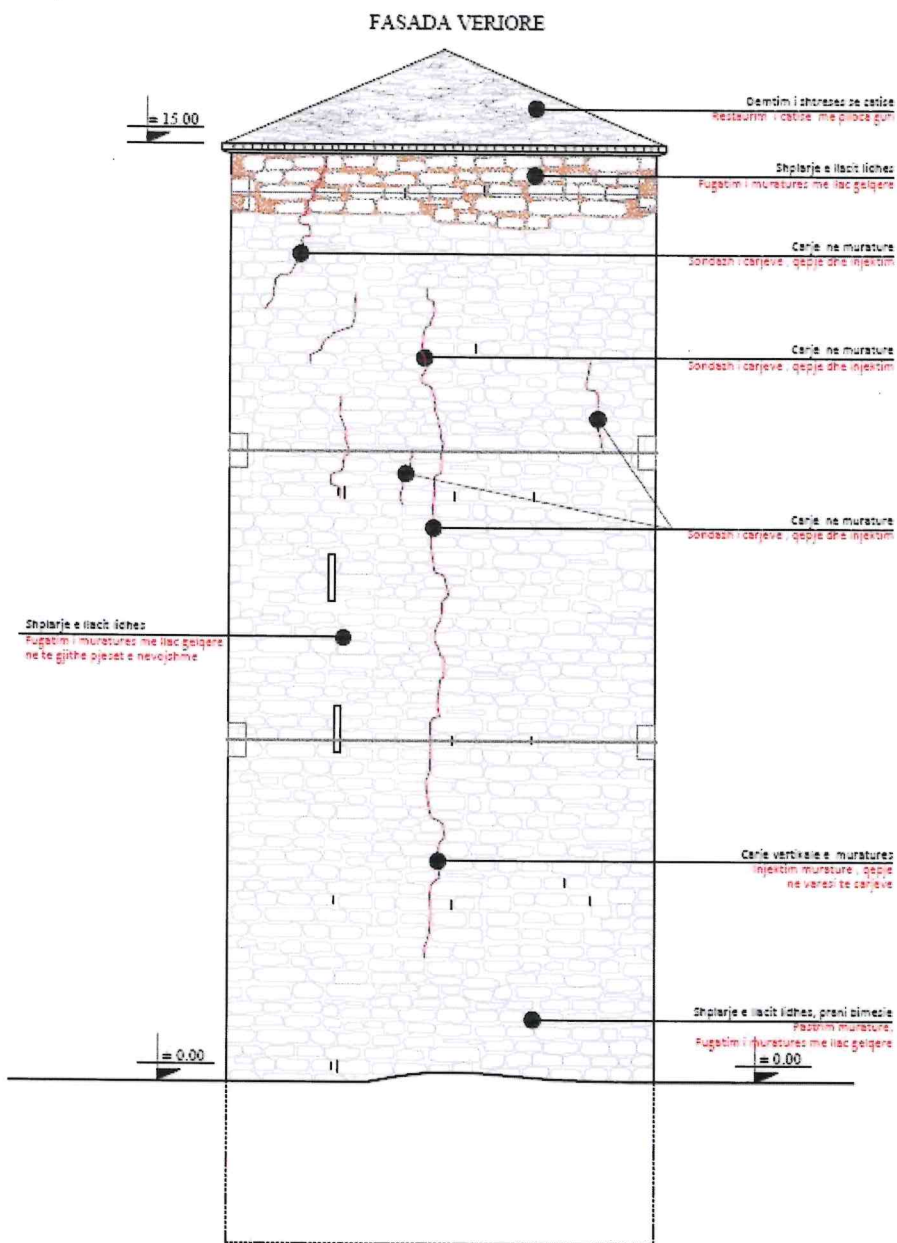 FASADA VERIORE
= 15.00
Demtim i shtreses se catise
Restaurim i catise me plloca guri
Shplarje e llacit lidhes
Fugatim i muratures me llac gelqere
Carje ne murature
Sondazh i carjeve , qepje dhe injektim
Carje ne murature
Sondazh i carjeve , qepje dhe injektim
Carje ne murature
Sondazh i carjeve , qepje dhe injektim
Shplarje e llacit lidhes
Fugatim i muratures me llac gelqere
ne te gjithe pjeset e nevojshme
Carje vertikale e muratures
Injektim murature , qepje
ne varesi te carjeve
Shplarje e llacit lidhes, prani bimesie
Pastrim murature,
Fugatim i muratures me llac gelqere
= 0.00
= 0.00